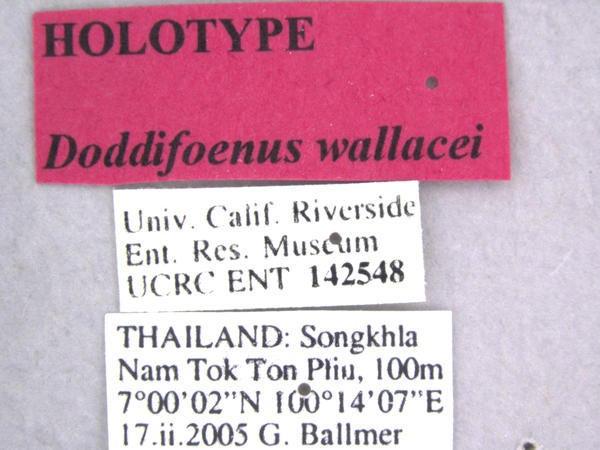 HOLOTYPE
Doddifoenus wallacei
Univ. Calif. Riverside
Ent. Res. Museum
UCRC ENT 142548
THAILAND: Songkhla
Nam Tok Ton Pliu, 100m
7°00'02"N 100°14'07"E
17.ii.2005 G. Ballmer